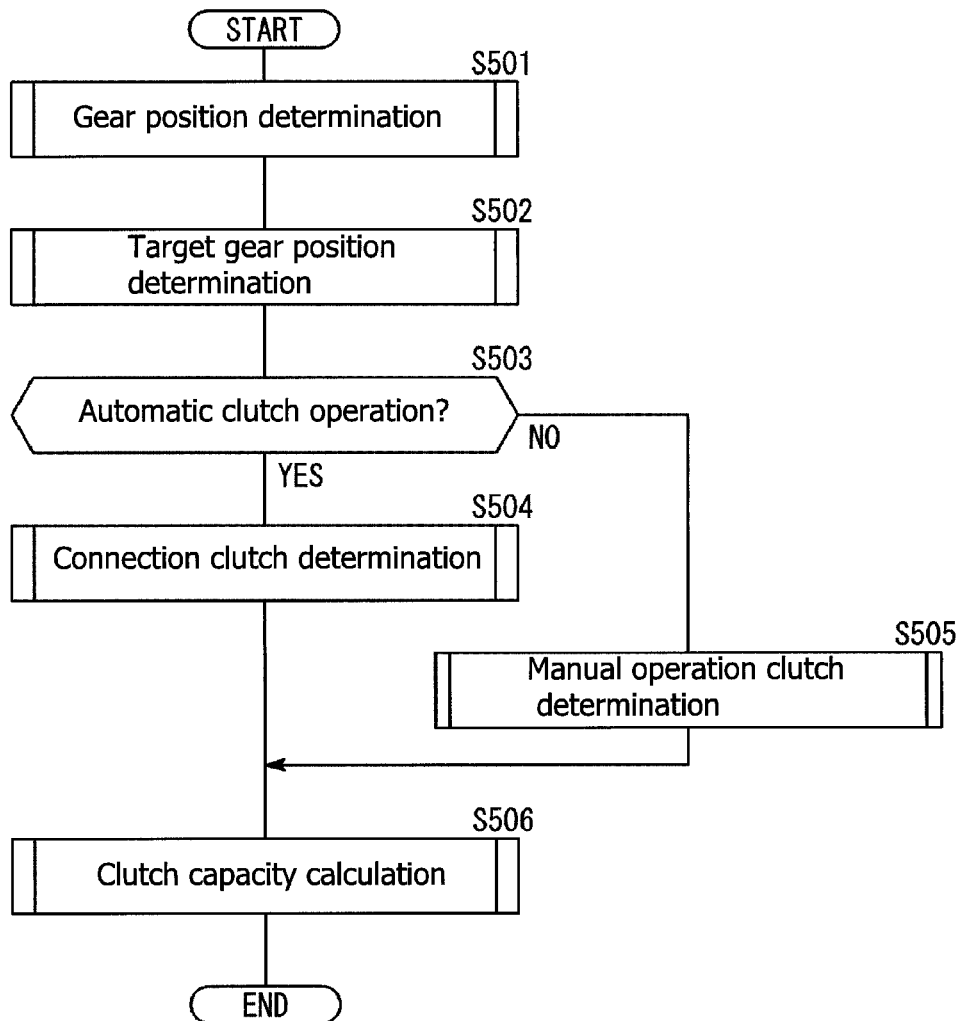 START
S501
Gear position determination
S502
Target gear position
determination
S503
Automatic clutch operation?
NO
YES
S504
Connection clutch determination
S505
Manual operation clutch
determination
S506
Clutch capacity calculation
END